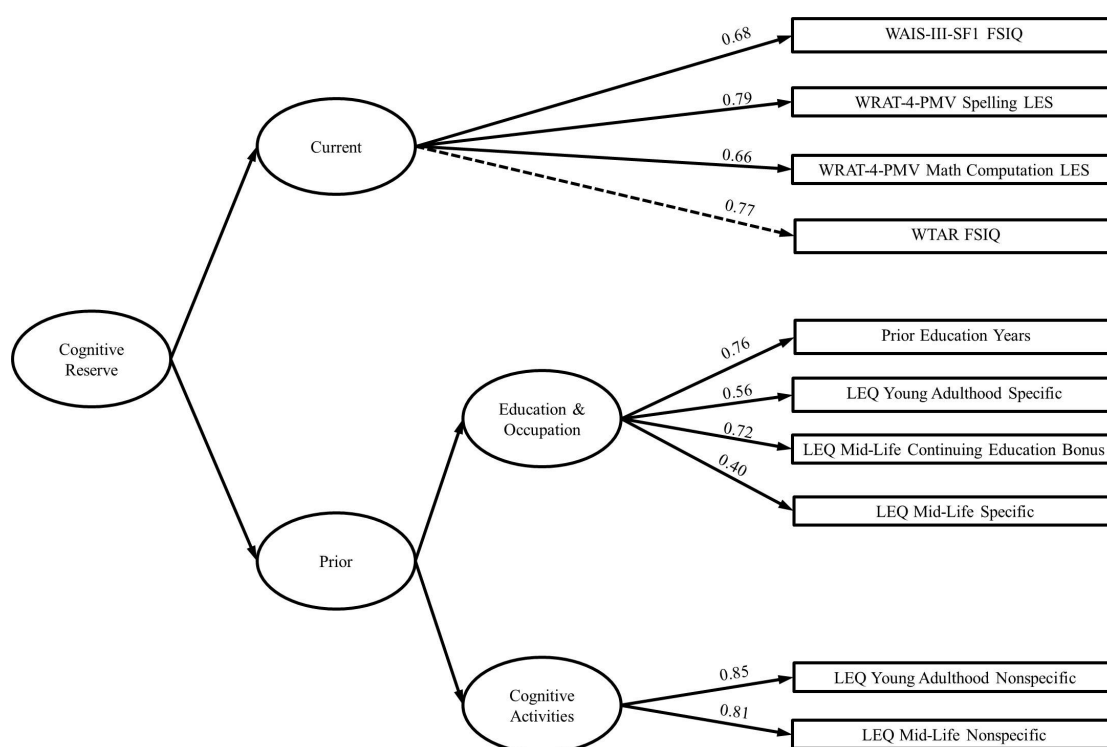 0.68
WAIS-III-SF1 FSIQ
0.79
WRAT-4-PMV Spelling LES
Current
0.66
WRAT-4-PMV Math Computation LES
0.77
WTAR FSIQ
Cognitive
Reserve
0.76
Prior Education Years
0.56
LEQ Young Adulthood Specific
Education &
Occupation
0.72
LEQ Mid-Life Continuing Education Bonus
0.40
LEQ Mid-Life Specific
Prior
0.85
LEQ Young Adulthood Nonspecific
Cognitive
Activities
0.81
LEQ Mid-Life Nonspecific